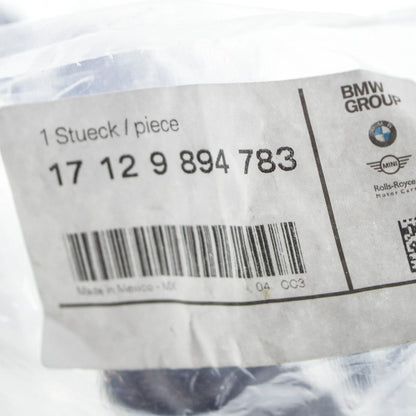 1 Stueck / piece
17 12 9 894 783
Made in Mexico - MX
04 CC3
BMW
GROUP
MINI
Rolls-Royce
Motor Cars